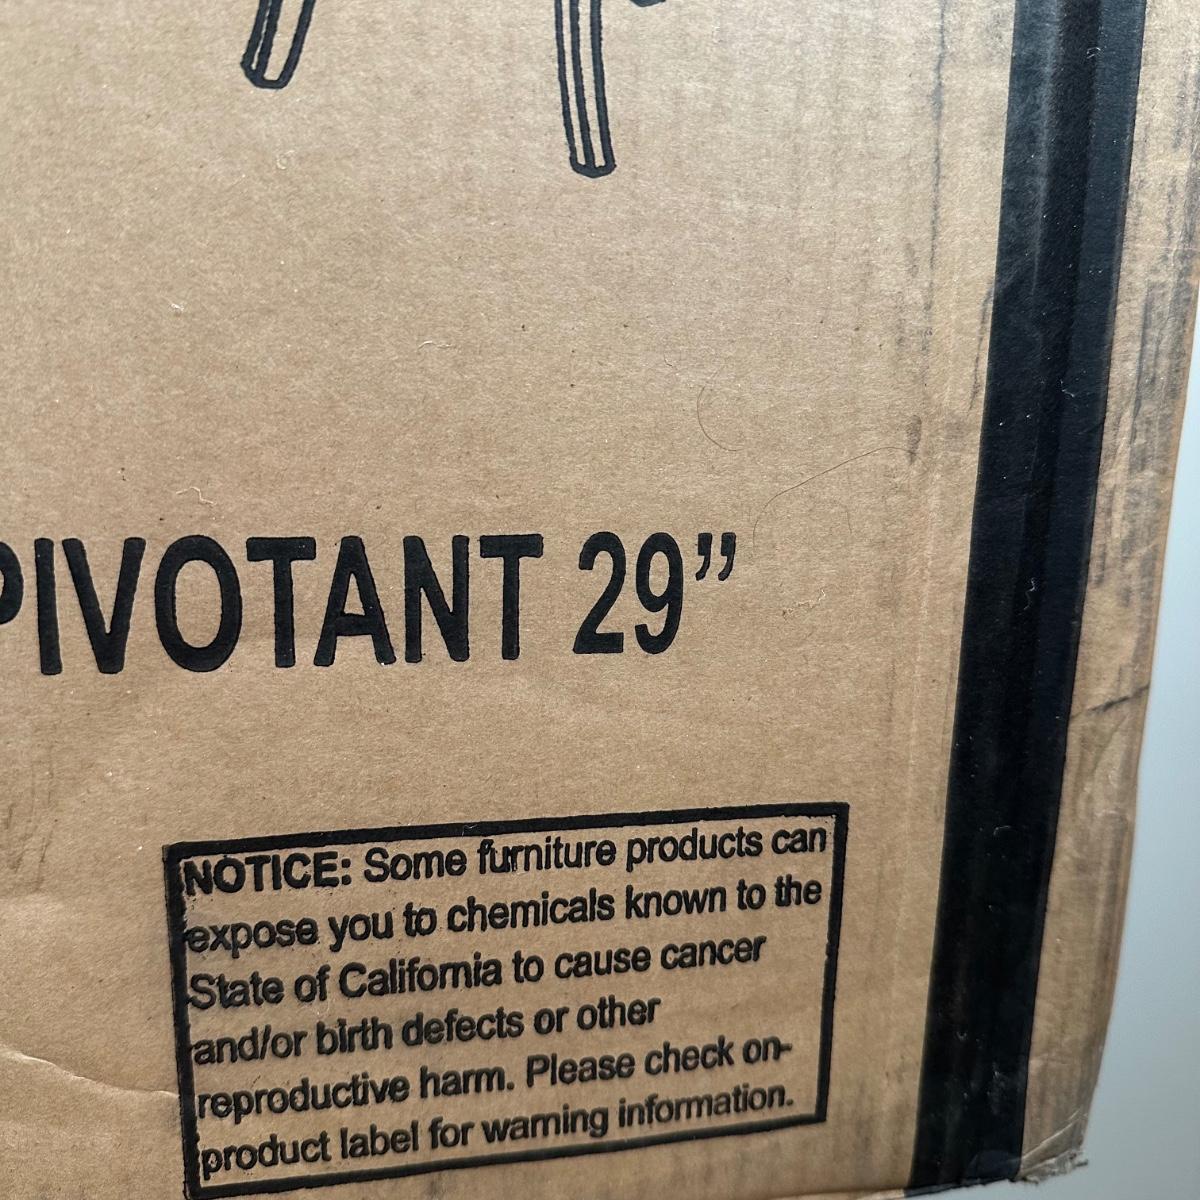 PIVOTANT 29”
NOTICE: Some furniture products can
expose you to chemicals known to the
State of California to cause cancer
and/or birth defects or other
reproductive harm. Please check on-
product label for warning information.